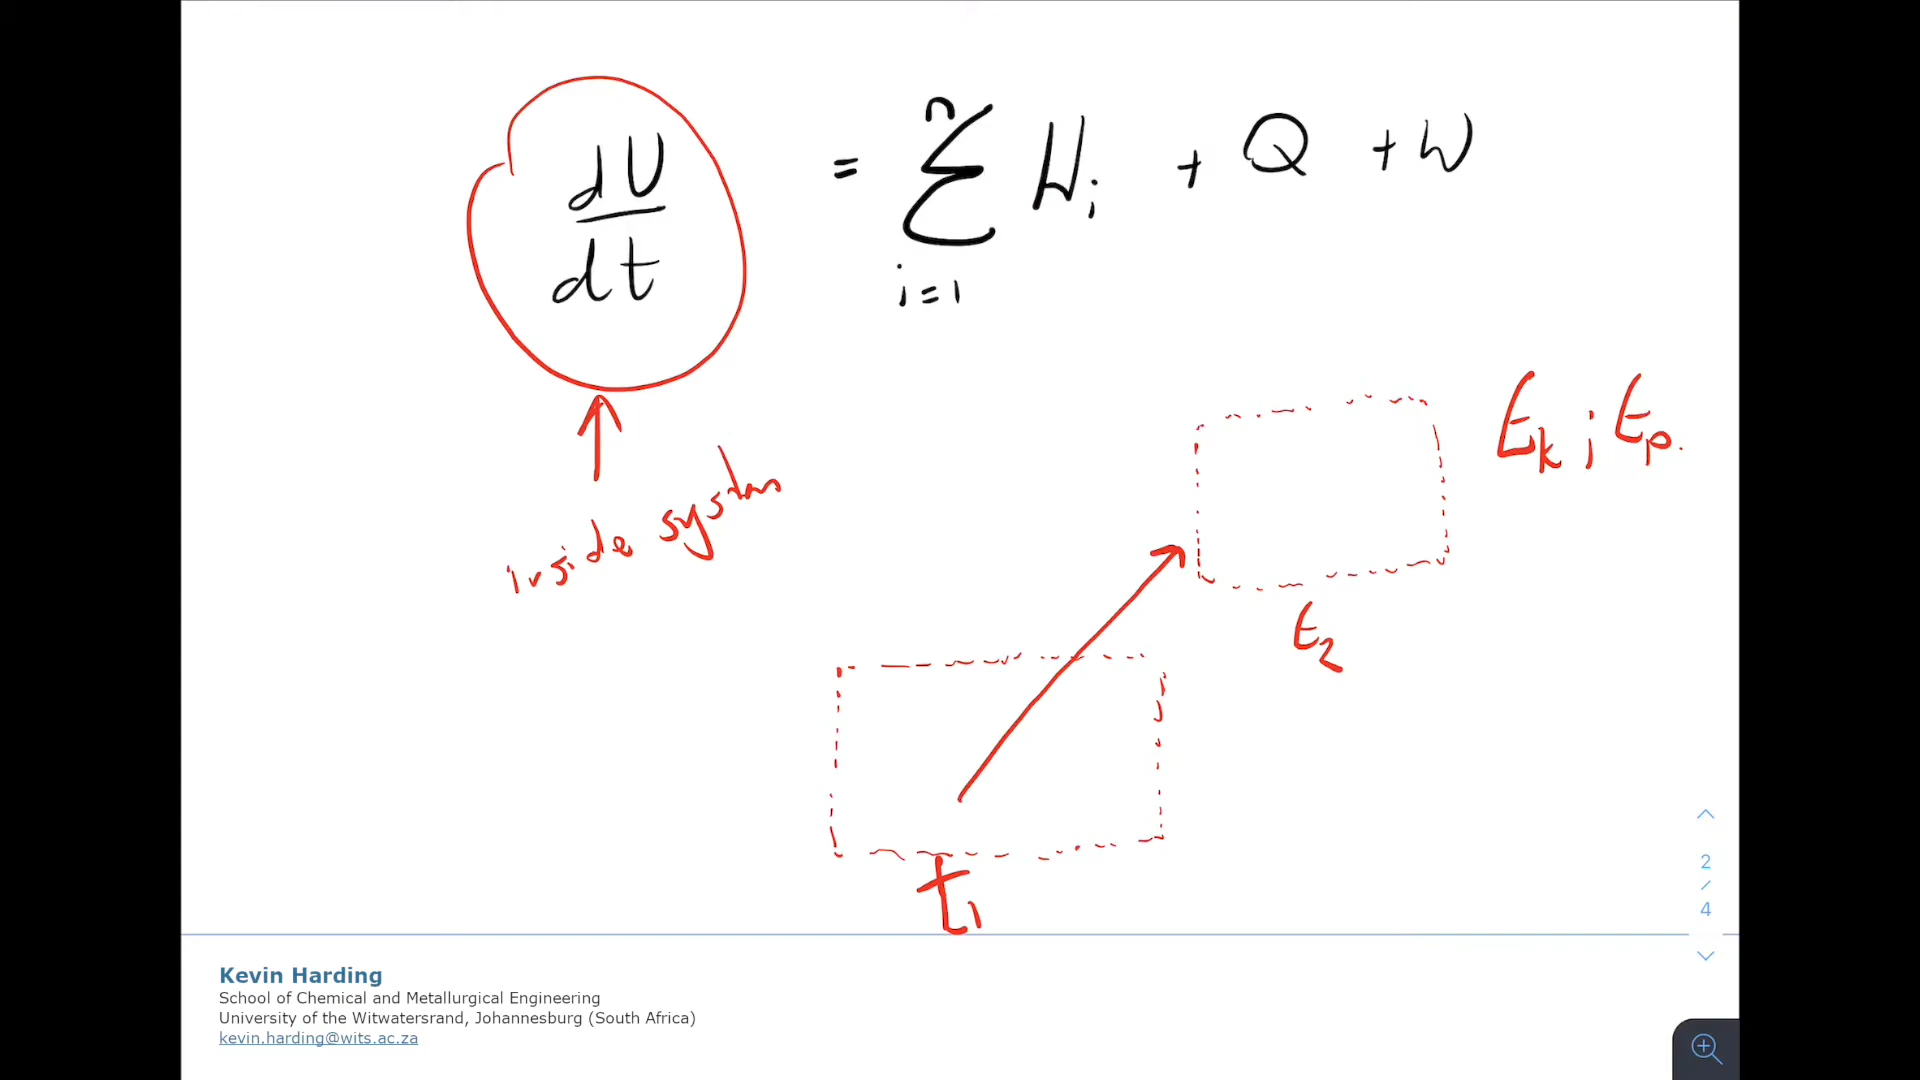 dU/dt = n Σ i=1 Hi + Q + W
inside system
Ek ; Ep.
t2
t1
2
/
4
Kevin Harding
School of Chemical and Metallurgical Engineering
University of the Witwatersrand, Johannesburg (South Africa)
kevin.harding@wits.ac.za